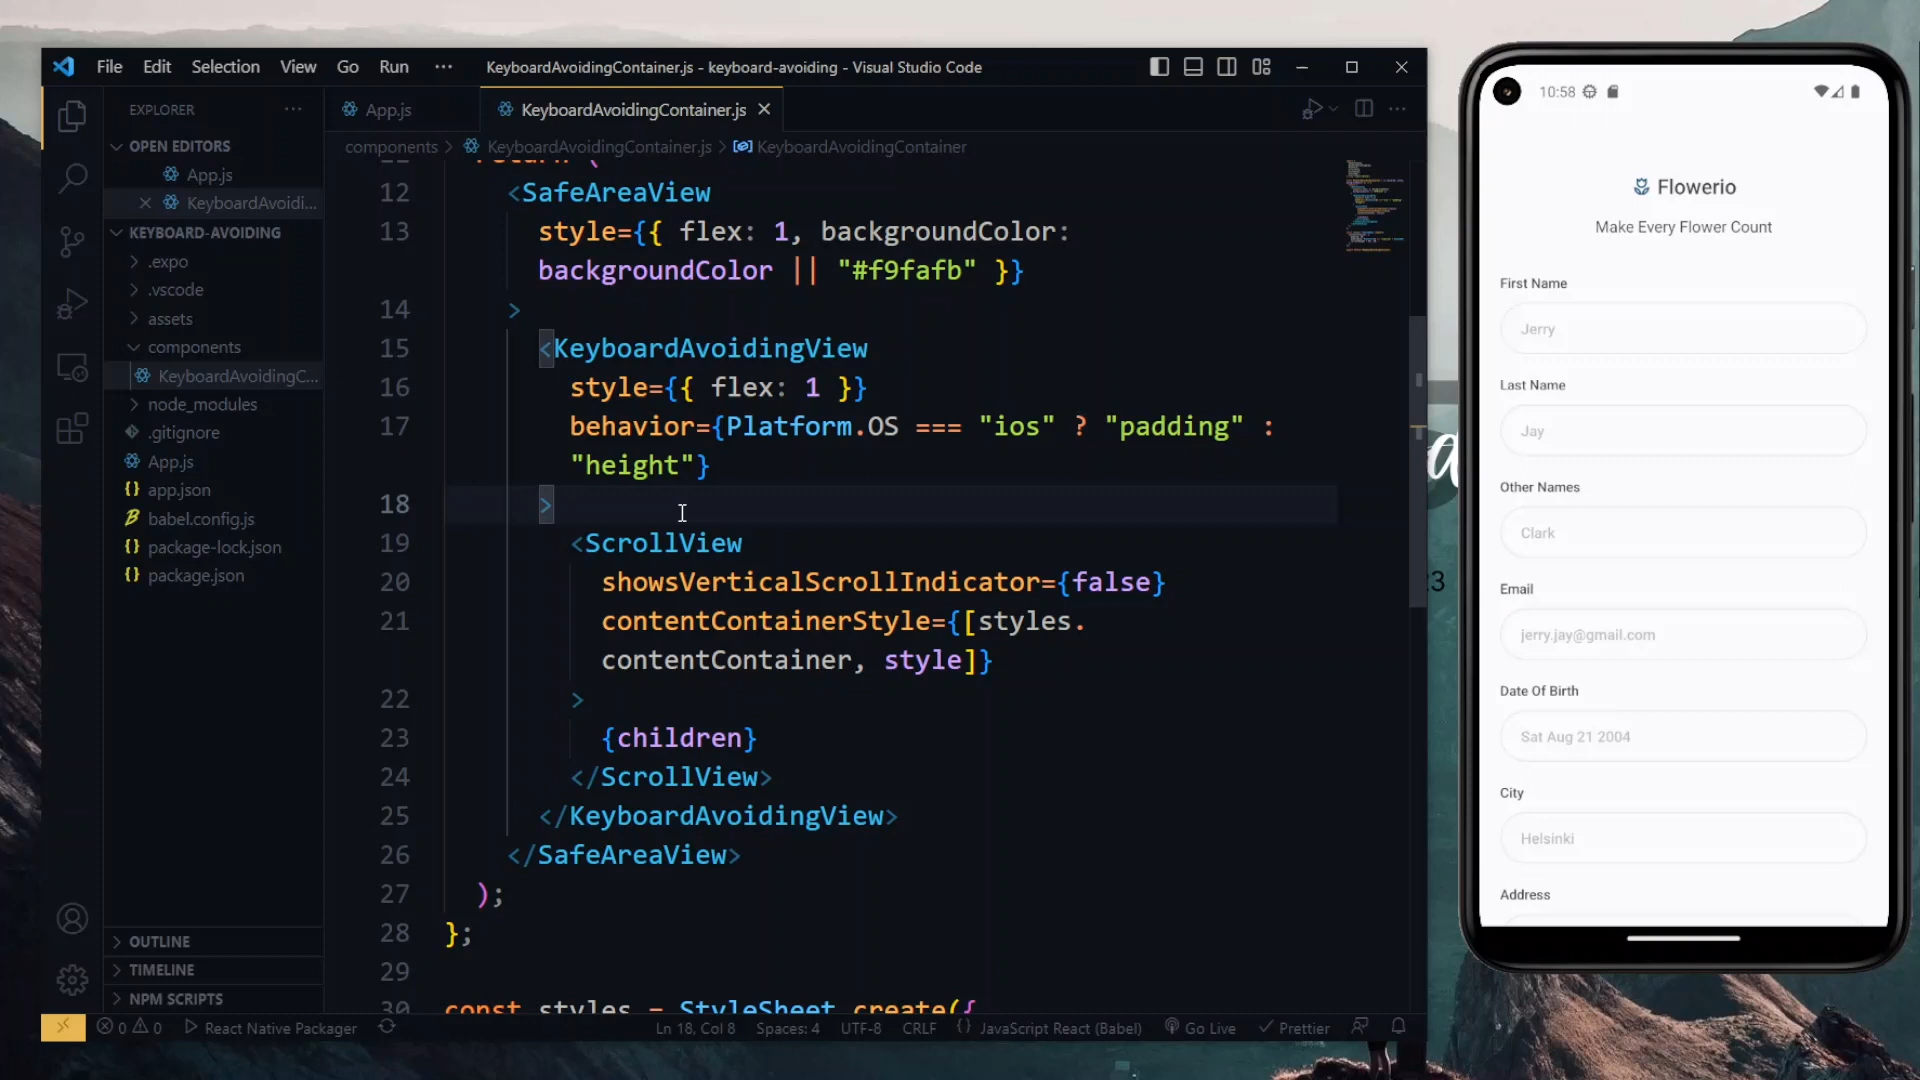 File Edit Selection View Go Run ··· KeyboardAvoidingContainer.js - keyboard-avoiding - Visual Studio Code
EXPLORER ···
OPEN EDITORS
App.js
KeyboardAvoidi...
KEYBOARD-AVOIDING
.expo
.vscode
assets
components
KeyboardAvoidingC...
node_modules
.gitignore
App.js
app.json
babel.config.js
package-lock.json
package.json
OUTLINE
TIMELINE
NPM SCRIPTS
App.js KeyboardAvoidingContainer.js
components > KeyboardAvoidingContainer.js > KeyboardAvoidingContainer
12 <SafeAreaView
13 style={{ flex: 1, backgroundColor:
backgroundColor || "#f9fafb" }}
14 >
15 <KeyboardAvoidingView
16 style={{ flex: 1 }}
17 behavior={Platform.OS === "ios" ? "padding" :
"height"}
18 >
19 <ScrollView
20 showsVerticalScrollIndicator={false}
21 contentContainerStyle={[styles.
contentContainer, style]}
22 >
23 {children}
24 </ScrollView>
25 </KeyboardAvoidingView>
26 </SafeAreaView>
27 );
28 };
29
30 const styles = StyleSheet.create({
0 0 React Native Packager Ln 18, Col 8 Spaces: 4 UTF-8 CRLF {} JavaScript React (Babel) Go Live Prettier
10:58
Flowerio
Make Every Flower Count
First Name
Jerry
Last Name
Jay
Other Names
Clark
Email
jerry.jay@gmail.com
Date Of Birth
Sat Aug 21 2004
City
Helsinki
Address